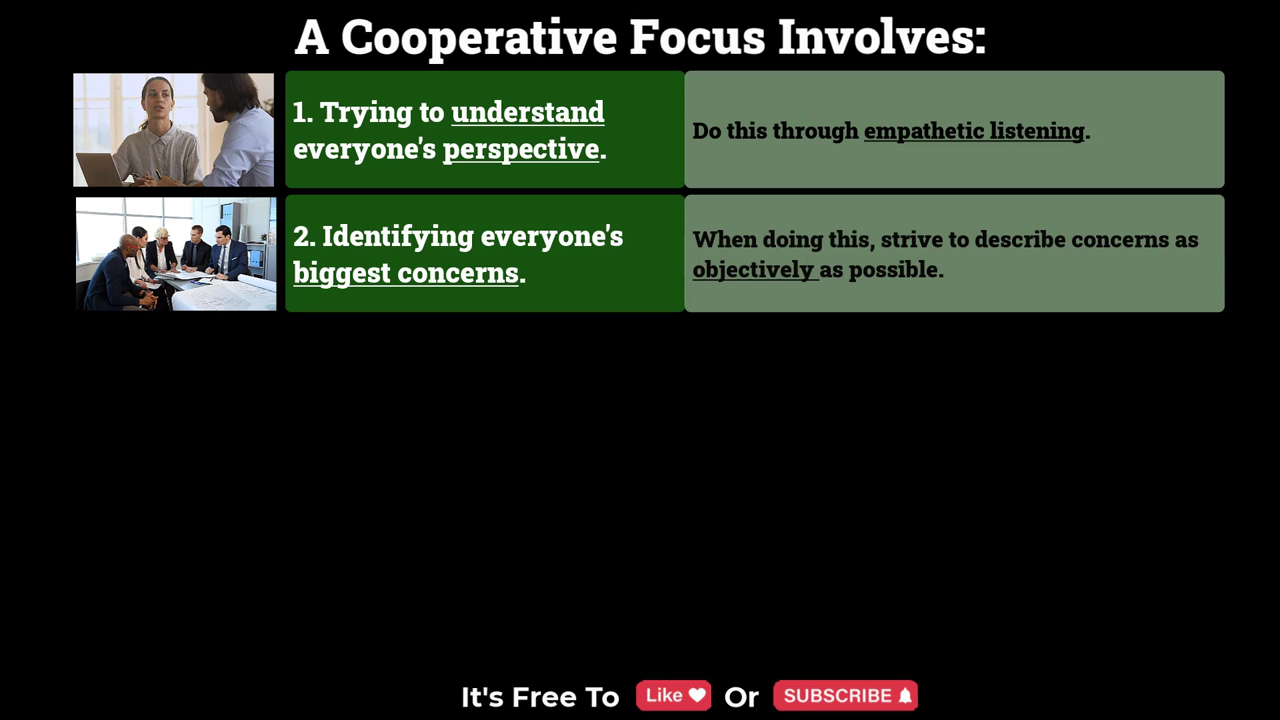 A Cooperative Focus Involves:
1. Trying to understand
everyone's perspective.
Do this through empathetic listening.
2. Identifying everyone's
biggest concerns.
When doing this, strive to describe concerns as
objectively as possible.
It's Free To Like Or SUBSCRIBE